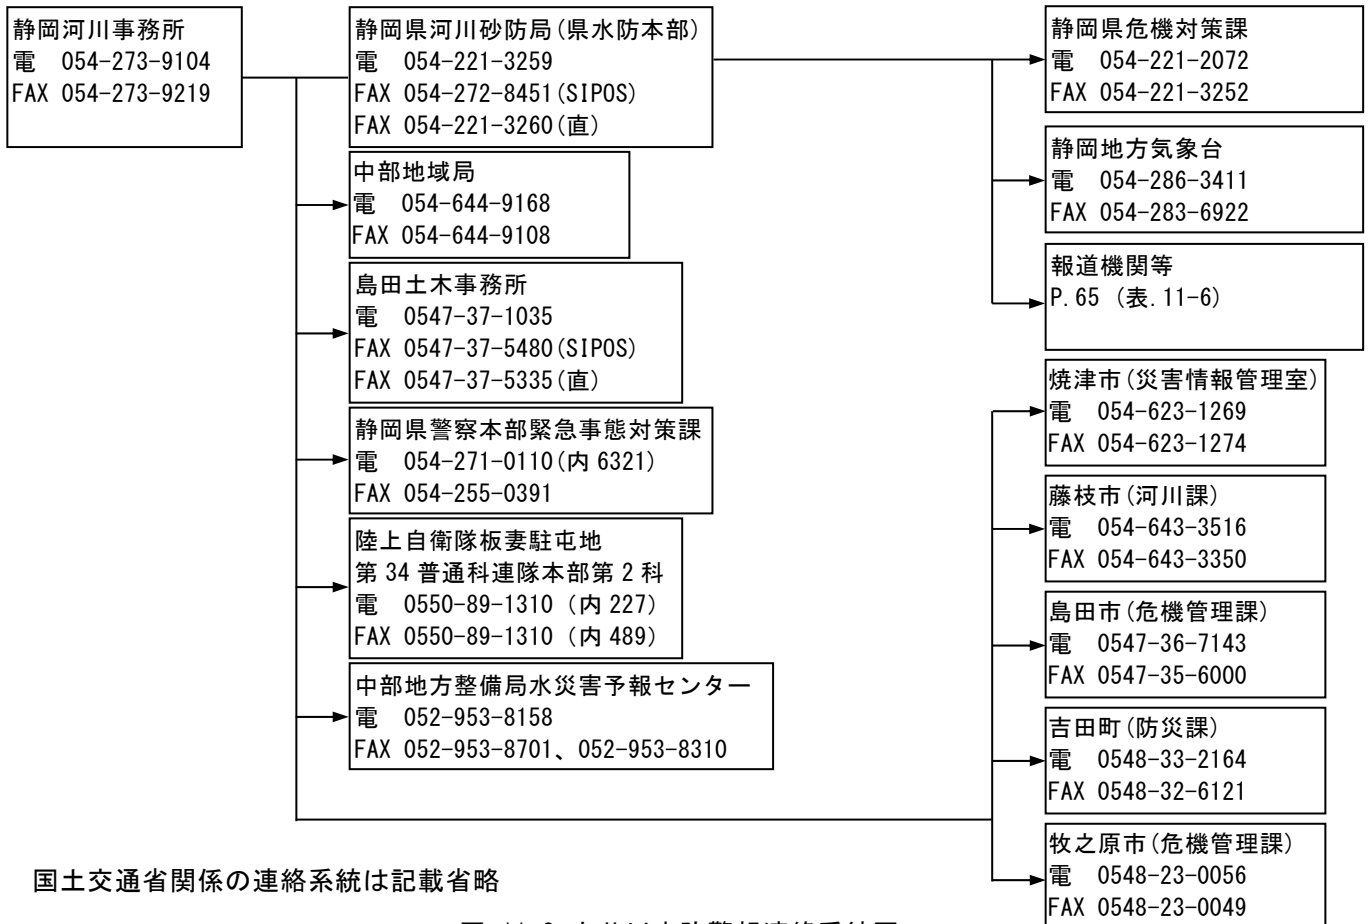 静岡河川事務所
電 054-273-9104
FAX 054-273-9219
静岡県河川砂防局(県水防本部)
電 054-221-3259
FAX 054-272-8451(SIPOS)
FAX 054-221-3260(直)
中部地域局
電 054-644-9168
FAX 054-644-9108
島田土木事務所
電 0547-37-1035
FAX 0547-37-5480(SIPOS)
FAX 0547-37-5335(直)
静岡県警察本部緊急事態対策課
電 054-271-0110(内 6321)
FAX 054-255-0391
陸上自衛隊板妻駐屯地
第 34 普通科連隊本部第 2 科
電 0550-89-1310 (内 227)
FAX 0550-89-1310 (内 489)
中部地方整備局水災害予報センター
電 052-953-8158
FAX 052-953-8701、052-953-8310
静岡県危機対策課
電 054-221-2072
FAX 054-221-3252
静岡地方気象台
電 054-286-3411
FAX 054-283-6922
報道機関等
P.65 (表.11-6)
焼津市(災害情報管理室)
電 054-623-1269
FAX 054-623-1274
藤枝市(河川課)
電 054-643-3516
FAX 054-643-3350
島田市(危機管理課)
電 0547-36-7143
FAX 0547-35-6000
吉田町(防災課)
電 0548-33-2164
FAX 0548-32-6121
牧之原市(危機管理課)
電 0548-23-0056
FAX 0548-23-0049
国土交通省関係の連絡系統は記載省略